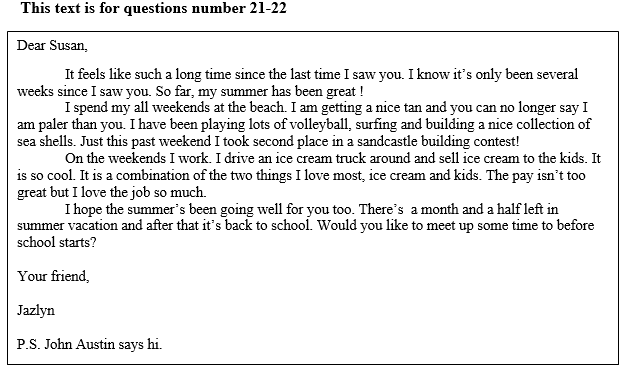 This text is for questions number 21-22
Dear Susan,
It feels like such a long time since the last time I saw you. I know it's only been several
weeks since I saw you. So far, my summer has been great !
I spend my all weekends at the beach. I am getting a nice tan and you can no longer say I
am paler than you. I have been playing lots of volleyball, surfing and building a nice collection of
sea shells. Just this past weekend I took second place in a sandcastle building contest!
On the weekends I work. I drive an ice cream truck around and sell ice cream to the kids. It
is so cool. It is a combination of the two things I love most, ice cream and kids. The pay isn't too
great but I love the job so much.
I hope the summer's been going well for you too. There's  a month and a half left in
summer vacation and after that it's back to school. Would you like to meet up some time to before
school starts?
Your friend,
Jazlyn
P.S. John Austin says hi.